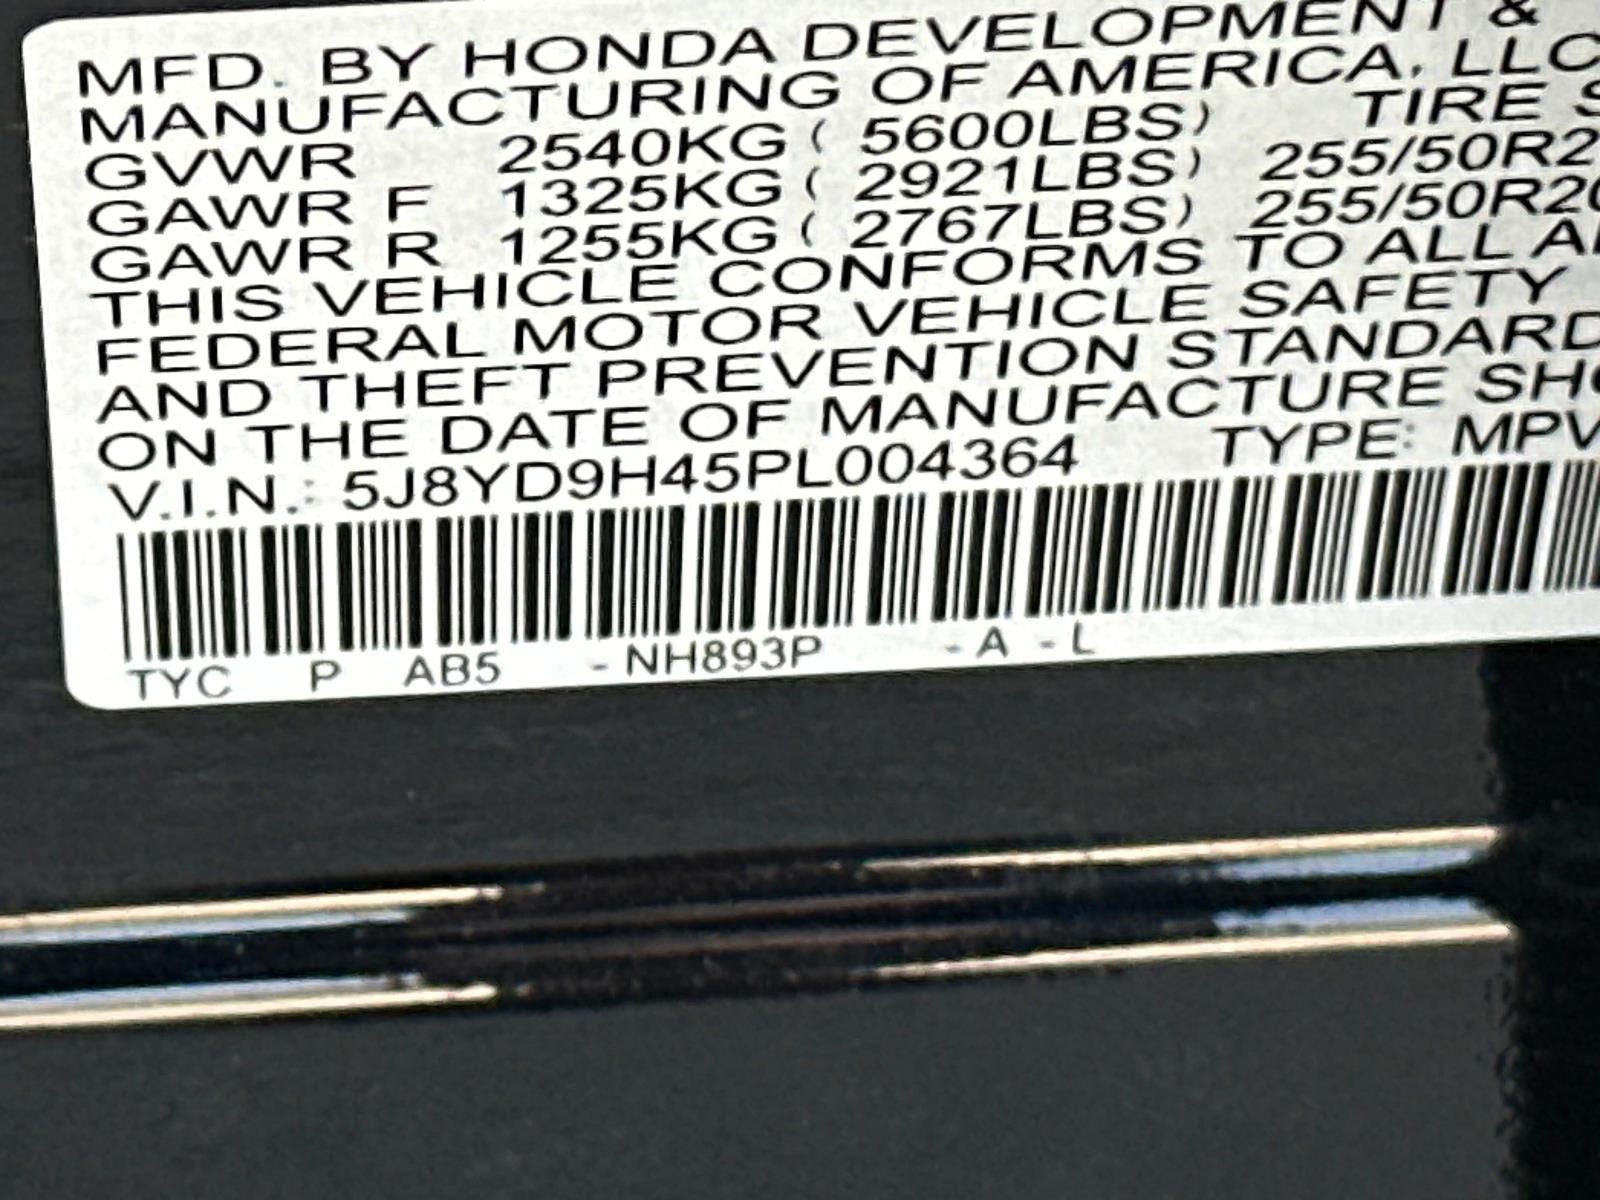 MFD. BY HONDA DEVELOPMENT &
MANUFACTURING OF AMERICA, LLC
TIRE S
GVWR 2540KG ( 5600LBS)
GAWR F 1325KG ( 2921LBS) 255/50R2
GAWR R 1255KG ( 2767LBS) 255/50R20
THIS VEHICLE CONFORMS TO ALL A
FEDERAL MOTOR VEHICLE SAFETY
AND THEFT PREVENTION STANDARD
ON THE DATE OF MANUFACTURE SHO
V.I.N.: 5J8YD9H45PL004364 TYPE: MPV
TYC P AB5 - NH893P - A - L